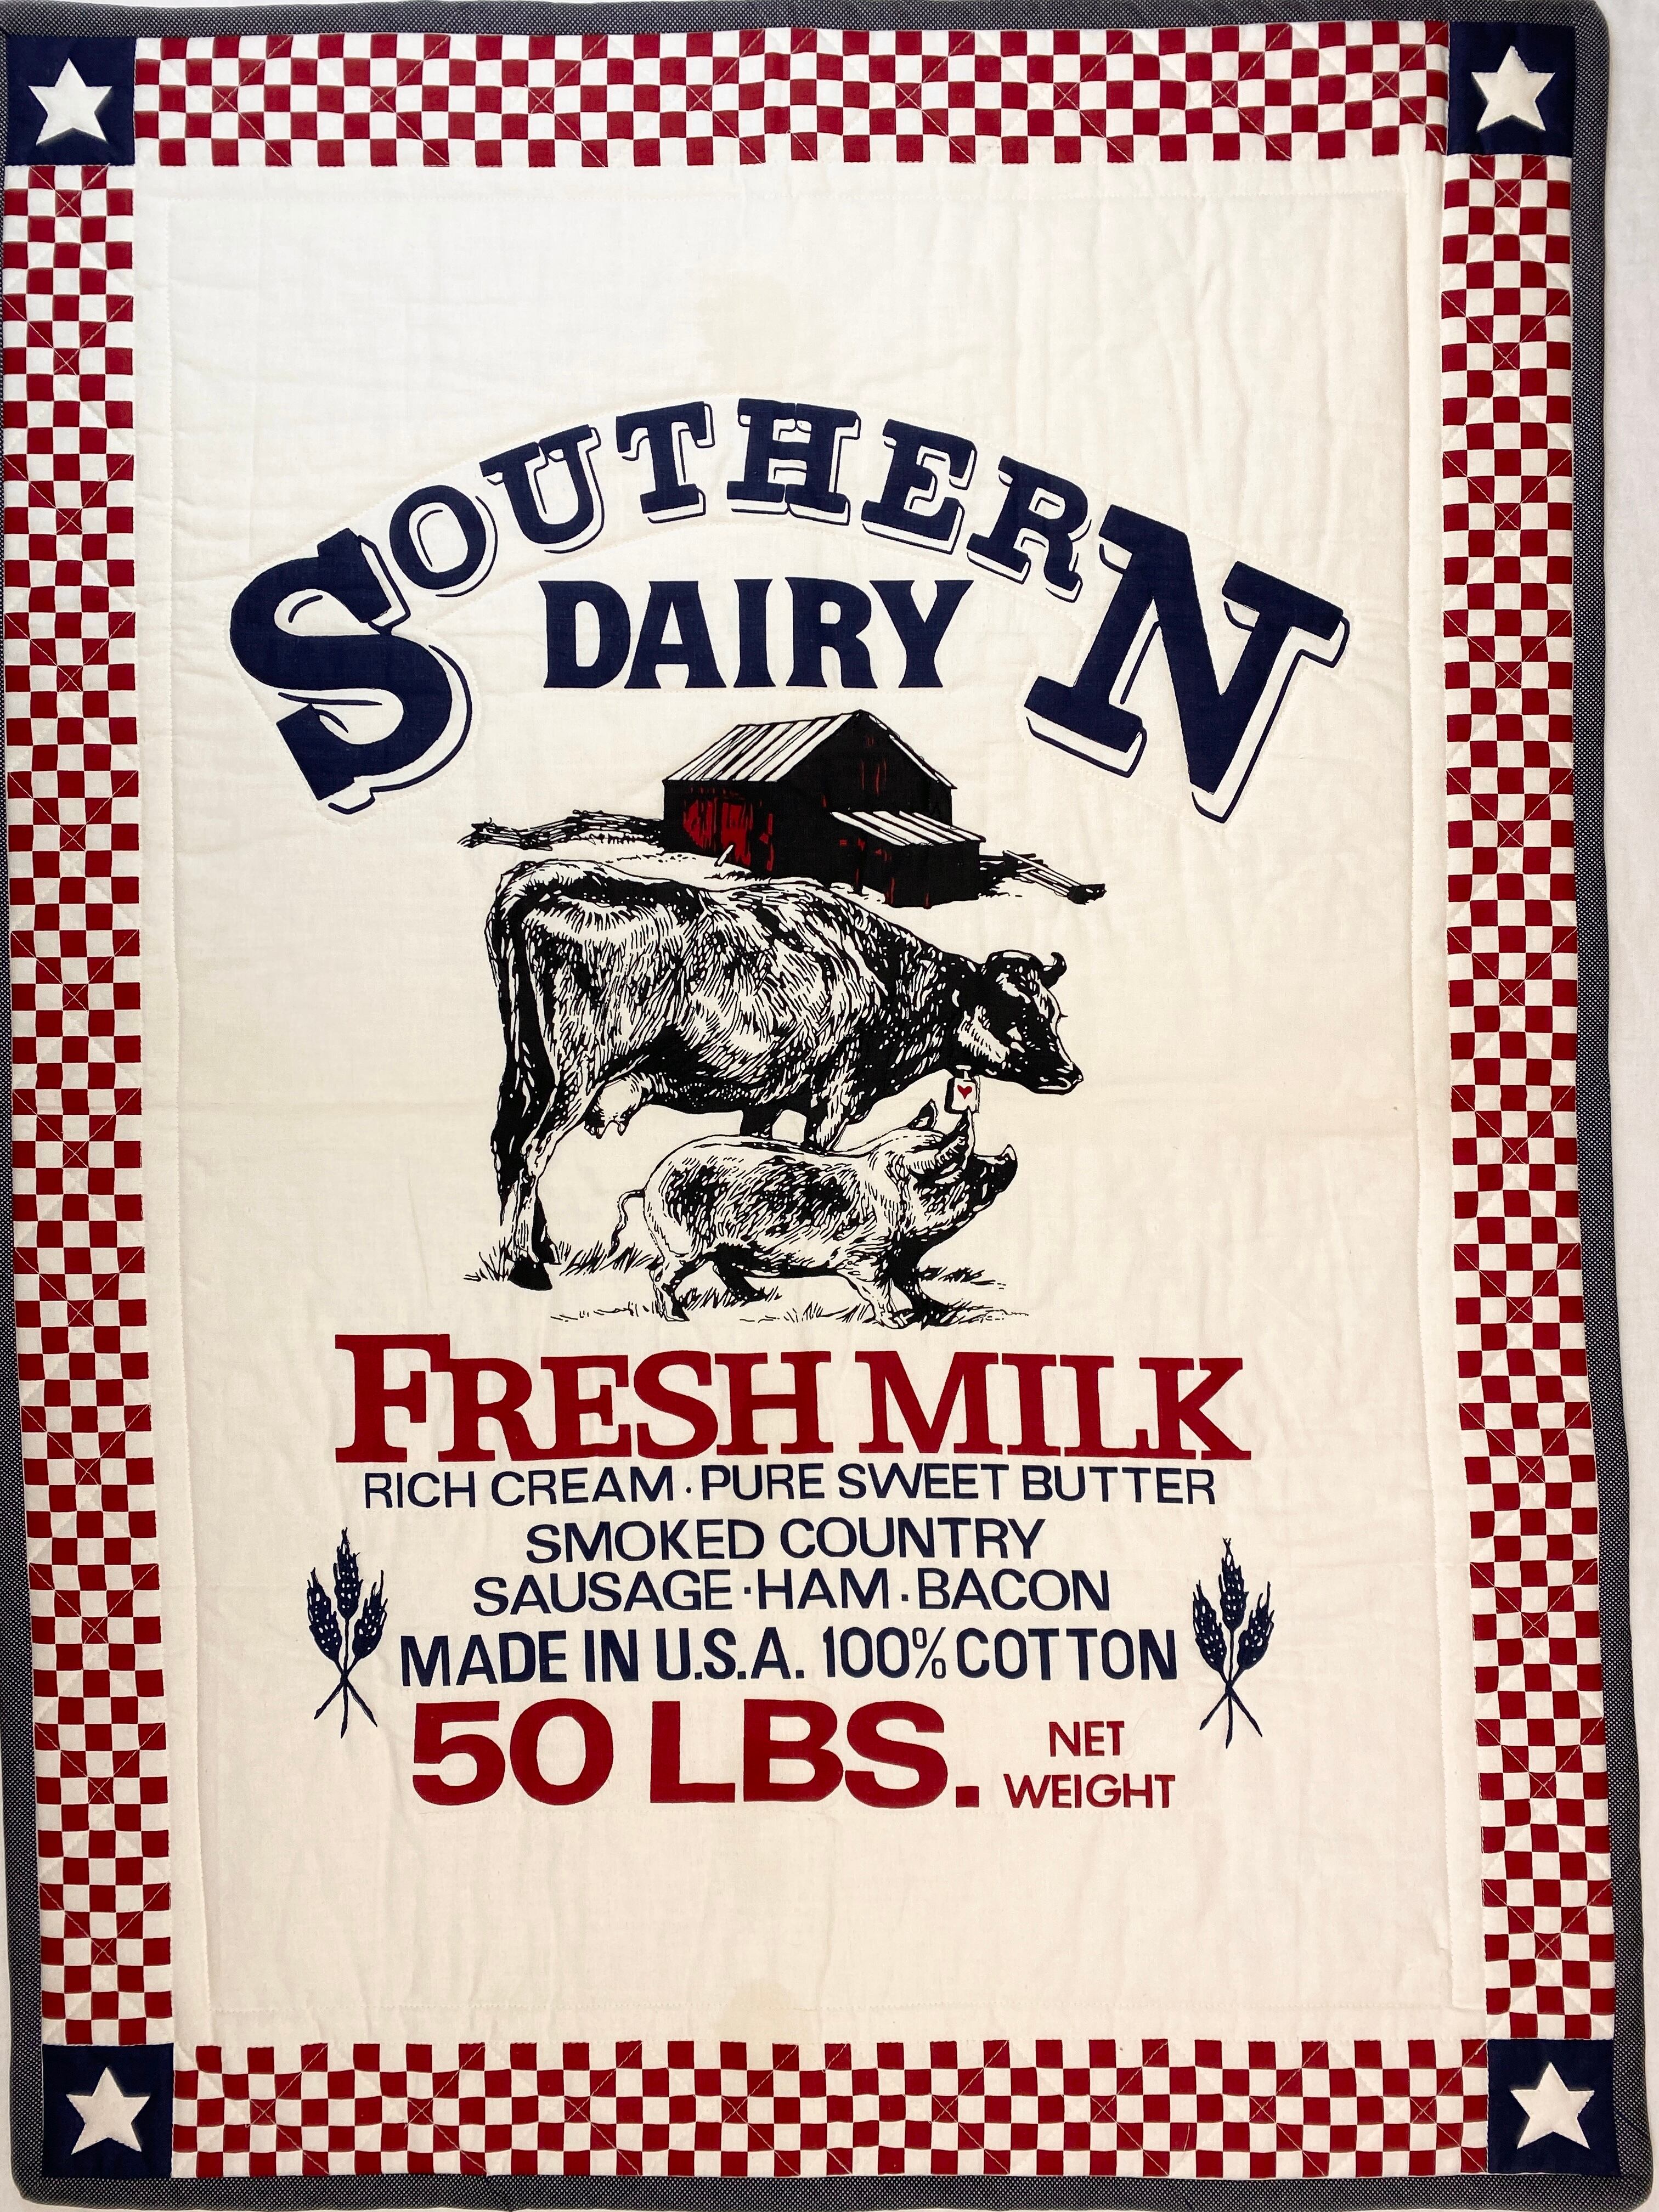 SOUTHERN
DAIRY
FRESH MILK
RICH CREAM · PURE SWEET BUTTER
SMOKED COUNTRY
SAUSAGE · HAM · BACON
MADE IN U.S.A. 100% COTTON
50 LBS. NET WEIGHT